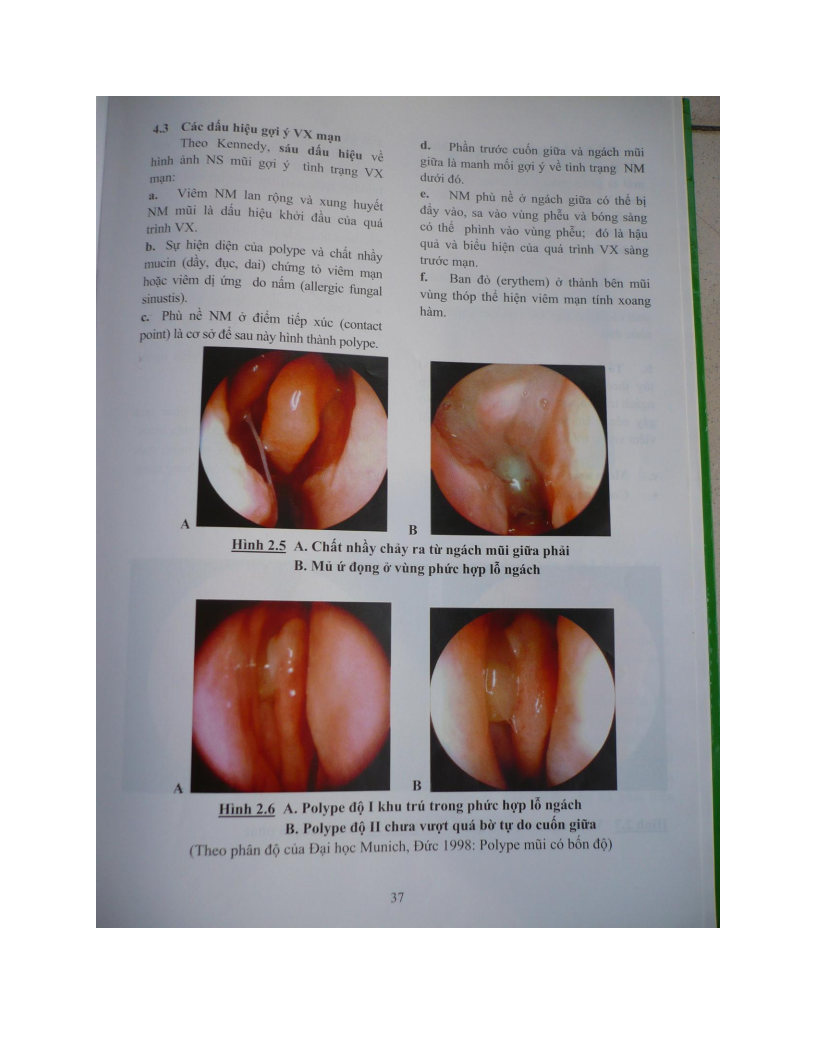 4.3 Các dấu hiệu gợi ý VX mạn
Theo Kennedy, sáu dấu hiệu về
hình ảnh NS mũi gợi ý tình trạng VX
mạn:
a. Viêm NM lan rộng và xung huyết
NM mũi là dấu hiệu khởi đầu của quá
trình VX.
b. Sự hiện diện của polype và chất nhầy
mucin (dầy, đục, dai) chứng tỏ viêm mạn
hoặc viêm dị ứng do nấm (allergic fungal
sinustis).
c. Phù nề NM ở điểm tiếp xúc (contact
point) là cơ sở để sau này hình thành polype.
d. Phần trước cuốn giữa và ngách mũi
giữa là manh mối gợi ý về tình trạng NM
dưới đó.
e. NM phù nề ở ngách giữa có thể bị
đẩy vào, sa vào vùng phễu và bóng sàng
có thể phình vào vùng phễu; đó là hậu
quả và biểu hiện của quá trình VX sàng
trước mạn.
f. Ban đỏ (erythem) ở thành bên mũi
vùng thóp thể hiện viêm mạn tính xoang
hàm.
A
B
Hình 2.5 A. Chất nhầy chảy ra từ ngách mũi giữa phải
B. Mủ ứ đọng ở vùng phức hợp lỗ ngách
A
B
Hình 2.6 A. Polype độ I khu trú trong phức hợp lỗ ngách
B. Polype độ II chưa vượt quá bờ tự do cuốn giữa
(Theo phân độ của Đại học Munich, Đức 1998: Polype mũi có bốn độ)
37